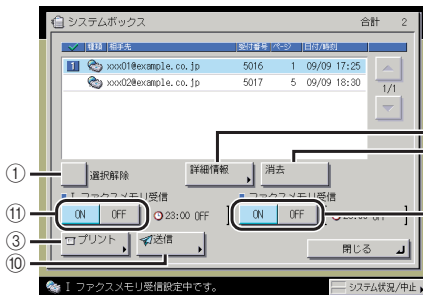 システムボックス 合計 2
種類 相手先 受付番号 ページ 日付/時刻
1 xxx01@example.co.jp 5016 1 09/09 17:25
xxx02@example.co.jp 5017 5 09/09 18:30
1/1
① 選択解除 詳細情報 消去
I ファクスメモリ受信 ファクスメモリ受信
⑪ ON OFF 23:00 OFF ] ON OFF ]
③ プリント 送信 閉じる
⑩
I ファクスメモリ受信設定中です。 システム状況/中止